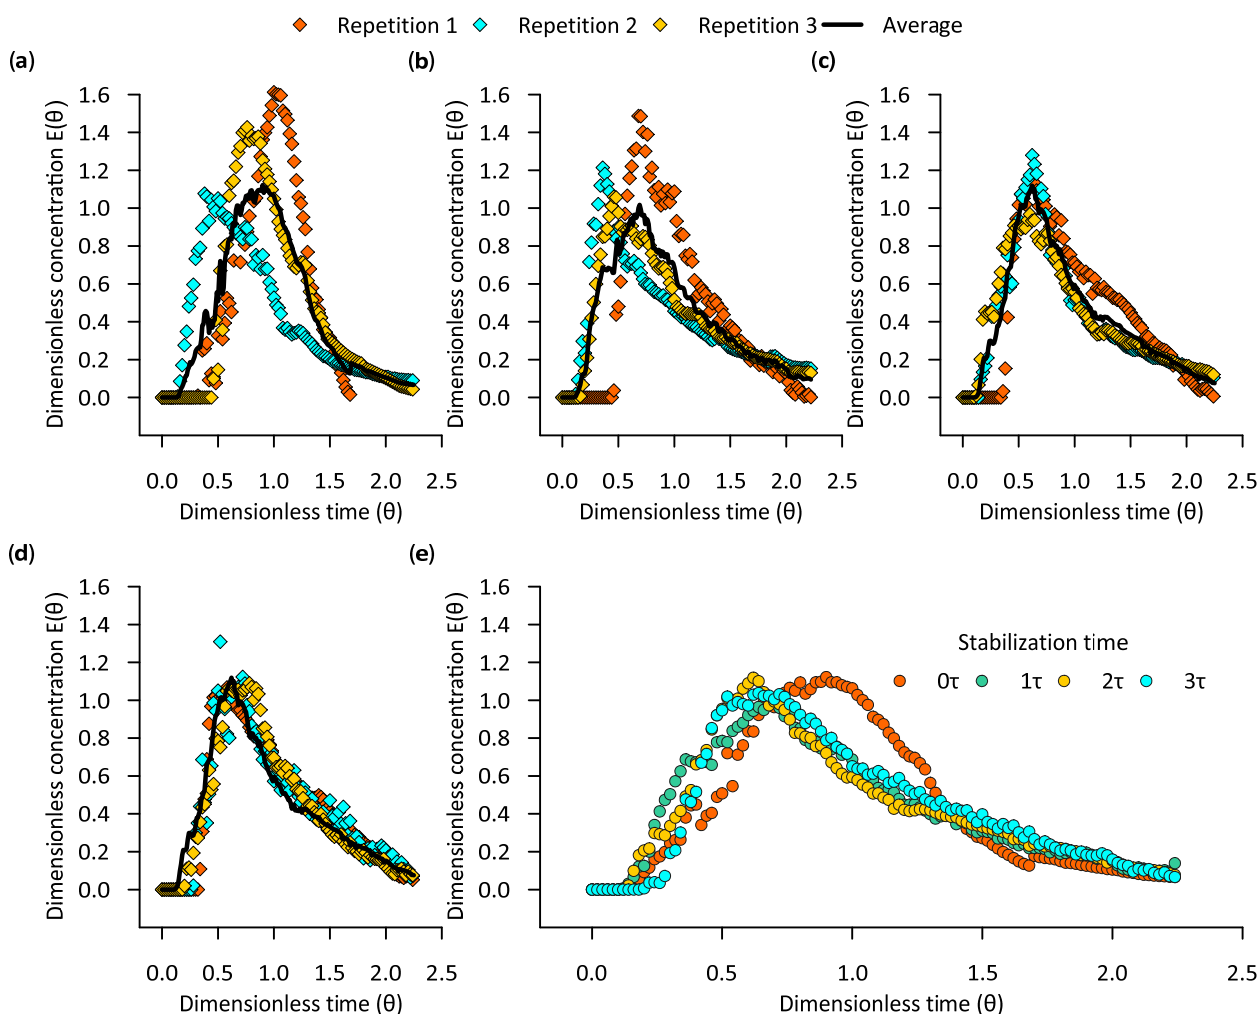 Repetition 1 Repetition 2 Repetition 3 Average
(a) (b) (c)
Dimensionless concentration E(θ)
1.6
1.4
1.2
1.0
0.8
0.6
0.4
0.2
0.0
0.0 0.5 1.0 1.5 2.0 2.5
Dimensionless time (θ)
Dimensionless concentration E(θ)
1.6
1.4
1.2
1.0
0.8
0.6
0.4
0.2
0.0
0.0 0.5 1.0 1.5 2.0 2.5
Dimensionless time (θ)
Dimensionless concentration E(θ)
1.6
1.4
1.2
1.0
0.8
0.6
0.4
0.2
0.0
0.0 0.5 1.0 1.5 2.0 2.5
Dimensionless time (θ)
(d) (e)
Dimensionless concentration E(θ)
1.6
1.4
1.2
1.0
0.8
0.6
0.4
0.2
0.0
0.0 0.5 1.0 1.5 2.0 2.5
Dimensionless time (θ)
Dimensionless concentration E(θ)
1.6
1.4
1.2
1.0
0.8
0.6
0.4
0.2
0.0
Stabilization time
0τ 1τ 2τ 3τ
0.0 0.5 1.0 1.5 2.0 2.5
Dimensionless time (θ)